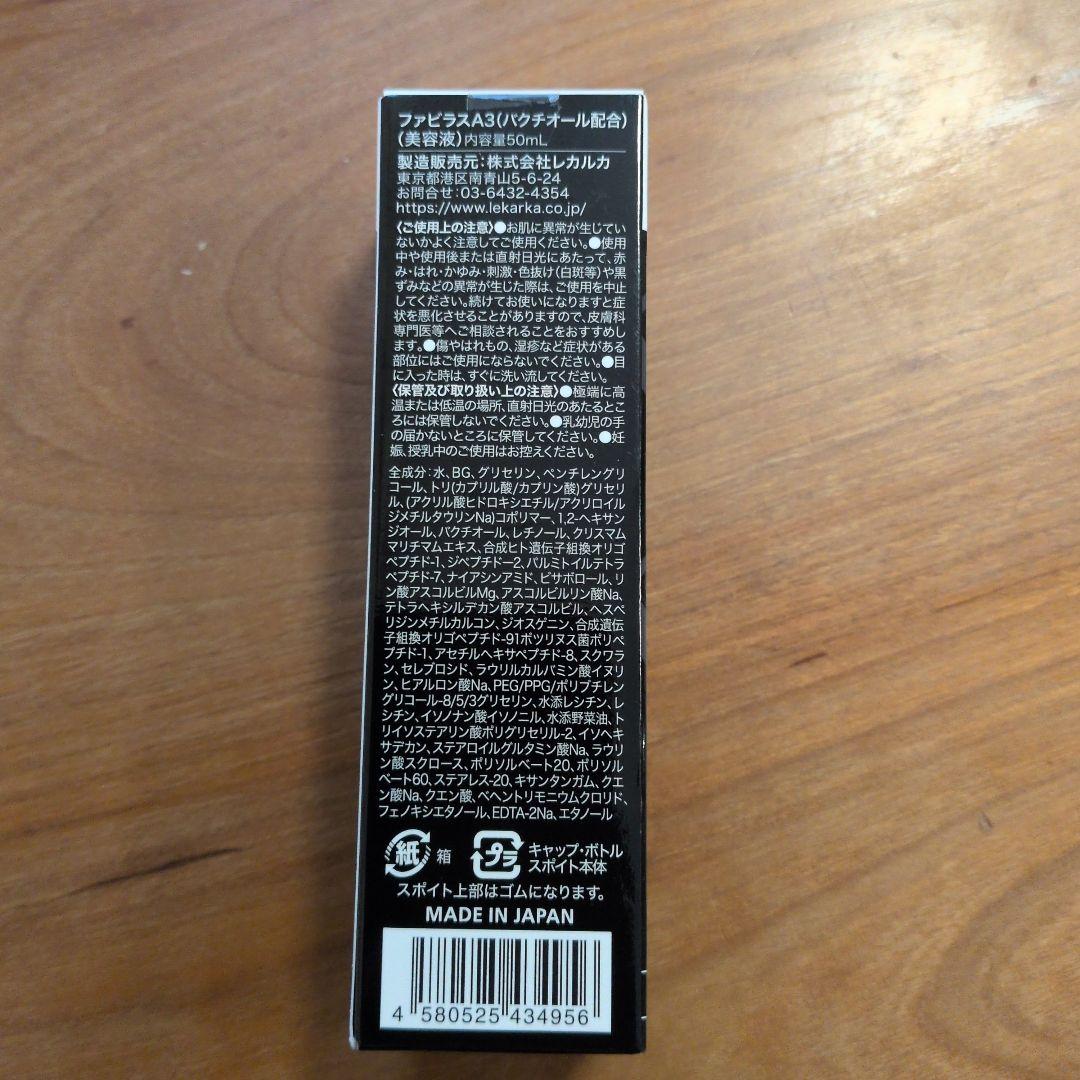 ファビラスA3(バクチオール配合)
(美容液)内容量50mL
製造販売元:株式会社レカルカ
東京都港区南青山5-6-24
お問合せ:03-6432-4354
https://www.lekarka.co.jp/
〈ご使用上の注意〉●お肌に異常が生じてい
ないかよく注意してご使用ください。●使用
中や使用後または直射日光にあたって、赤
み・はれ・かゆみ・刺激・色抜け(白斑等)や黒
ずみなどの異常が生じた際は、ご使用を中止
してください。続けてお使いになりますと症
状を悪化させることがありますので、皮膚科
専門医等へご相談されることをおすすめし
ます。●傷やはれもの、湿疹など症状がある
部位にはご使用にならないでください。●目
に入った時は、すぐに洗い流してください。
〈保管及び取り扱い上の注意〉●極端に高
温または低温の場所、直射日光のあたるとこ
ろには保管しないでください。●乳幼児の手
の届かないところに保管してください。●妊
娠、授乳中のご使用はお控えください。
全成分:水、BG、グリセリン、ペンチレングリ
コール、トリ(カプリル酸/カプリン酸)グリセリ
ル、(アクリル酸ヒドロキシエチル/アクリロイル
ジメチルタウリンNa)コポリマー、1,2-ヘキサン
ジオール、バクチオール、レチノール、クリスマム
マリチマムエキス、合成ヒト遺伝子組換オリゴ
ペプチド-1、ジペプチドー2、パルミトイルテトラ
ペプチド-7、ナイアシンアミド、ビサボロール、リ
ン酸アスコルビルMg、アスコルビルリン酸Na、
テトラヘキシルデカン酸アスコルビル、ヘスペ
リジンメチルカルコン、ジオスゲニン、合成遺伝
子組換オリゴペプチド-91ボツリヌス菌ポリペ
プチド-1、アセチルヘキサペプチド-8、スクワラ
ン、セレブロシド、ラウリルカルバミン酸イヌリ
ン、ヒアルロン酸Na、PEG/PPG/ポリブチレン
グリコール-8/5/3グリセリン、水添レシチン、レ
シチン、イソノナン酸イソノニル、水添野菜油、ト
リイソステアリン酸ポリグリセリル-2、イソヘキ
サデカン、ステアロイルグルタミン酸Na、ラウリ
ン酸スクロース、ポリソルベート20、ポリソル
ベート60、ステアレス-20、キサンタンガム、クエ
ン酸Na、クエン酸、ベヘントリモニウムクロリド、
フェノキシエタノール、EDTA-2Na、エタノール
紙 箱 プラ キャップ・ボトル
スポイト本体
スポイト上部はゴムになります。
MADE IN JAPAN
4 580525 434956